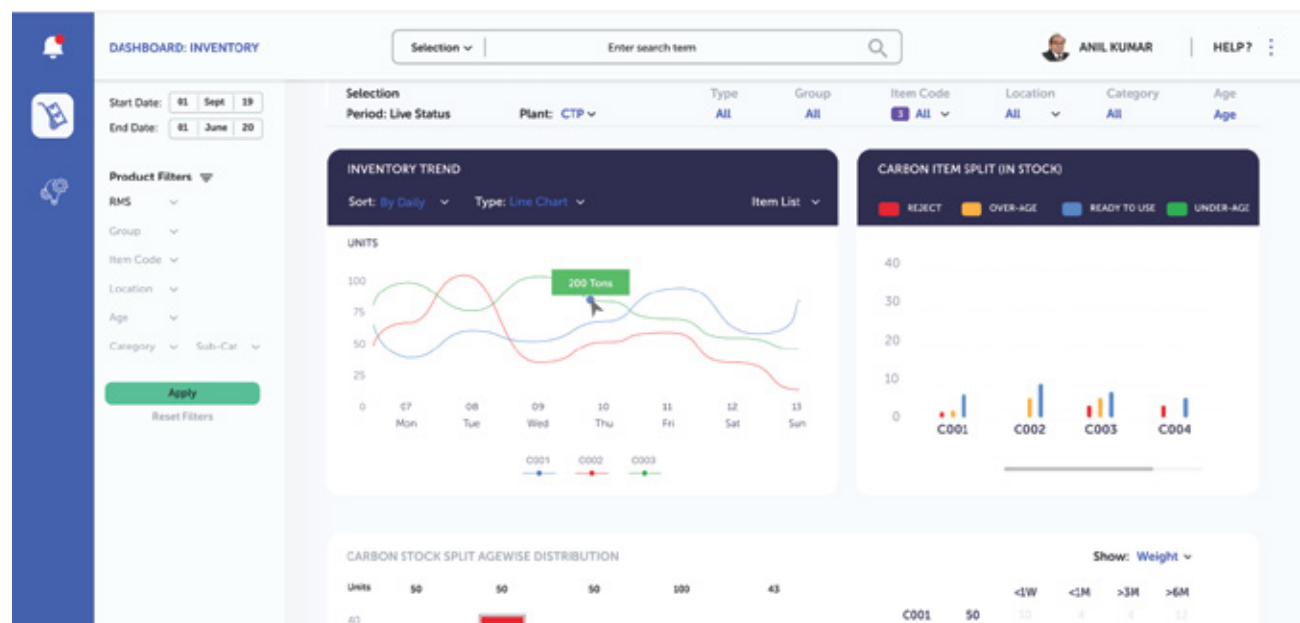 DASHBOARD: INVENTORY
Selection
Enter search term
ANIL KUMAR
HELP?
Start Date: 01 Sept 19
End Date: 01 June 20
Product Filters
RMS
Group
Item Code
Location
Age
Category Sub-Cat
Apply
Reset Filters
Selection Type Group Item Code Location Category Age
Period: Live Status Plant: CTP All All 3 All All All Age
INVENTORY TREND
Sort: By Daily Type: Line Chart Item List
UNITS
100
75
50
25
0
200 Tons
07 08 09 10 11 12 13
Mon Tue Wed Thu Fri Sat Sun
C001 C002 C003
CARBON ITEM SPLIT (IN STOCK)
REJECT OVER-AGE READY TO USE UNDER-AGE
40
30
20
10
0
C001 C002 C003 C004
CARBON STOCK SPLIT AGEWISE DISTRIBUTION
Show: Weight
Units 50 50 50 100 43
40
<1W <1M >3M >6M
C001 50 10 4 4 12